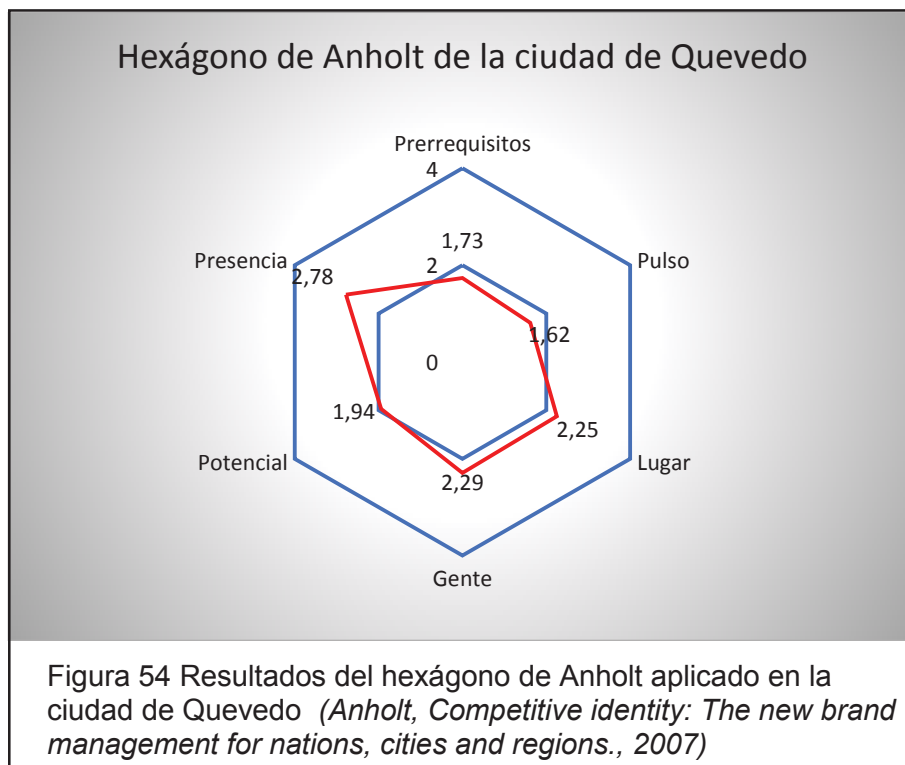 Hexágono de Anholt de la ciudad de Quevedo
Prerrequisitos
4
1,73
Presencia
2
Pulso
2,78
1,62
0
1,94
2,25
Potencial
Lugar
2,29
Gente
Figura 54 Resultados del hexágono de Anholt aplicado en la
ciudad de Quevedo (Anholt, Competitive identity: The new brand
management for nations, cities and regions., 2007)